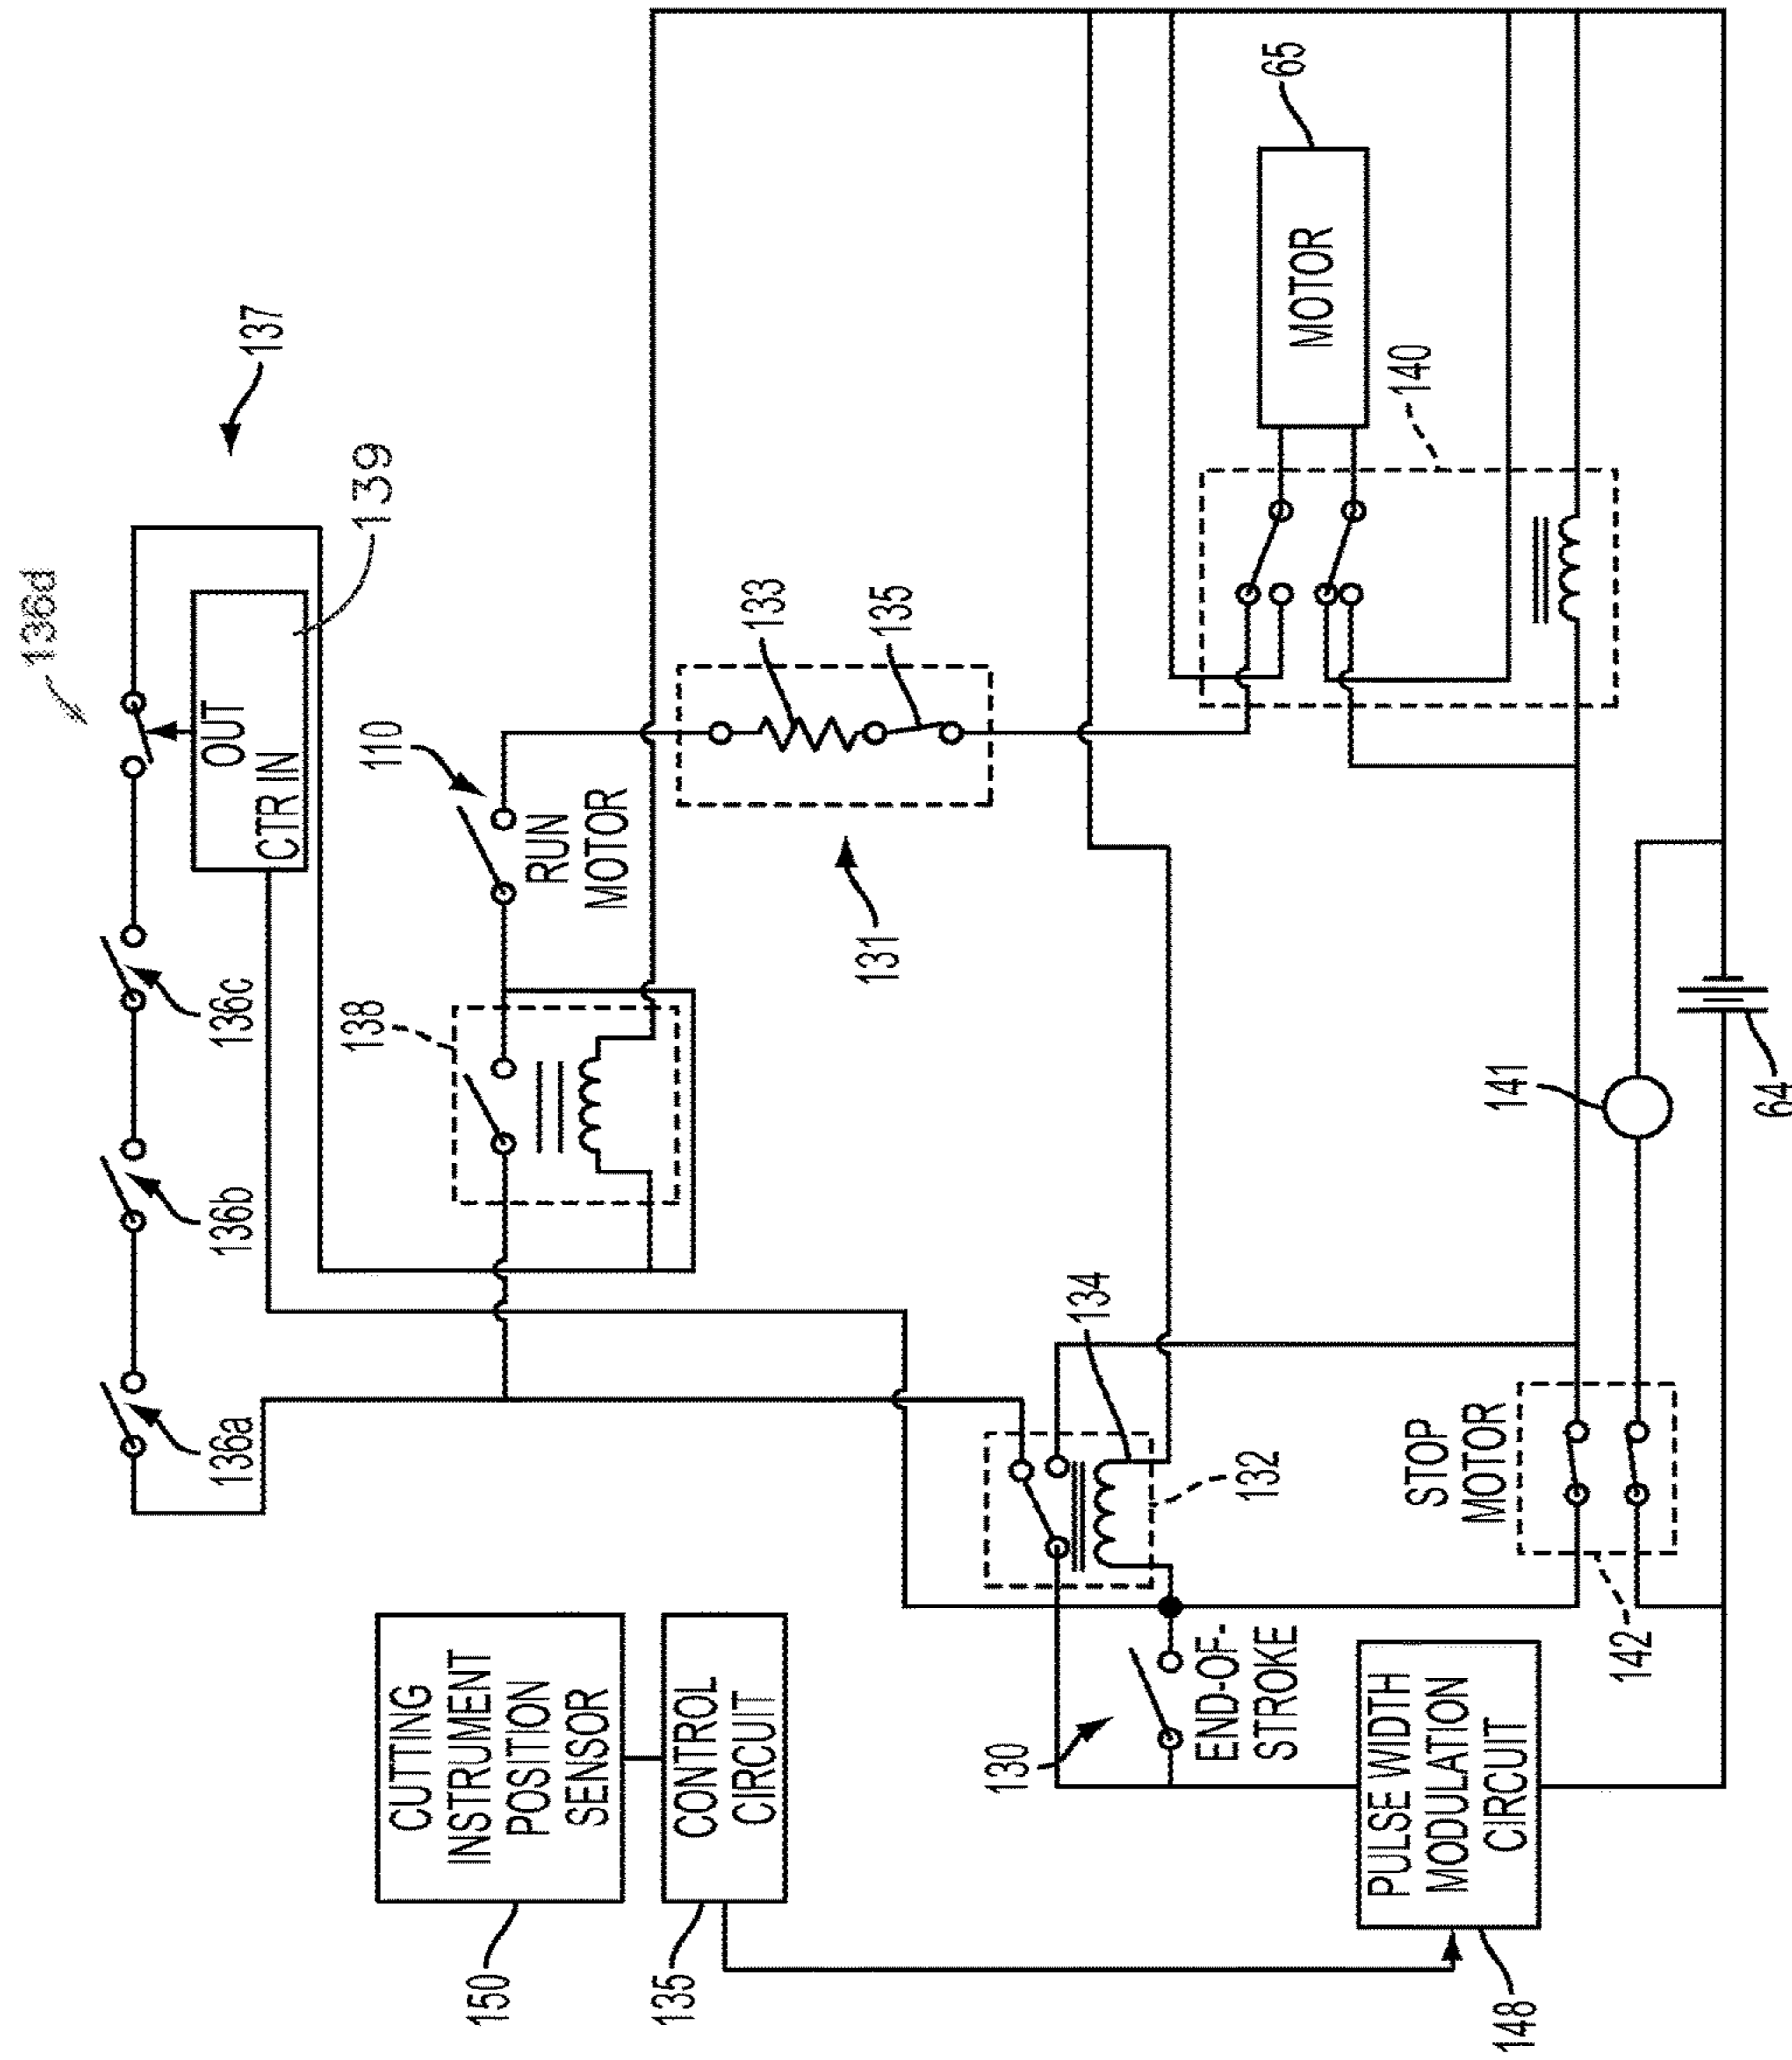 CUTTING
INSTRUMENT
POSITION
SENSOR
150
CONTROL
CIRCUIT
135
PULSE WIDTH
MODULATION
CIRCUIT
148
130
END-OF-
STROKE
STOP
MOTOR
142
132
134
136a
136b
136c
136d
OUT
CTR IN
139
137
138
RUN
MOTOR
110
133
135
131
141
64
MOTOR
65
140